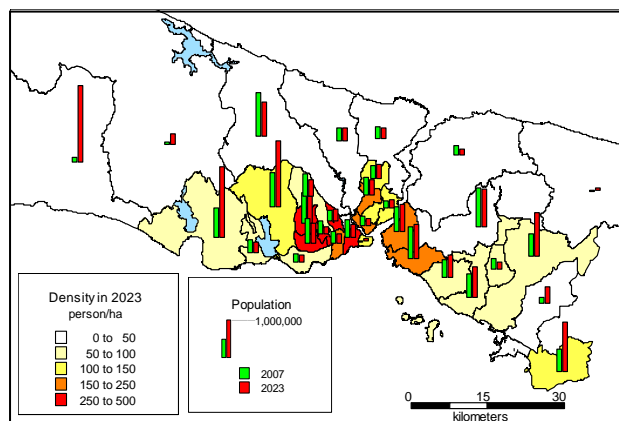 Density in 2023
person/ha
0 to 50
50 to 100
100 to 150
150 to 250
250 to 500
Population
1,000,000
2007
2023
0 15 30
kilometers